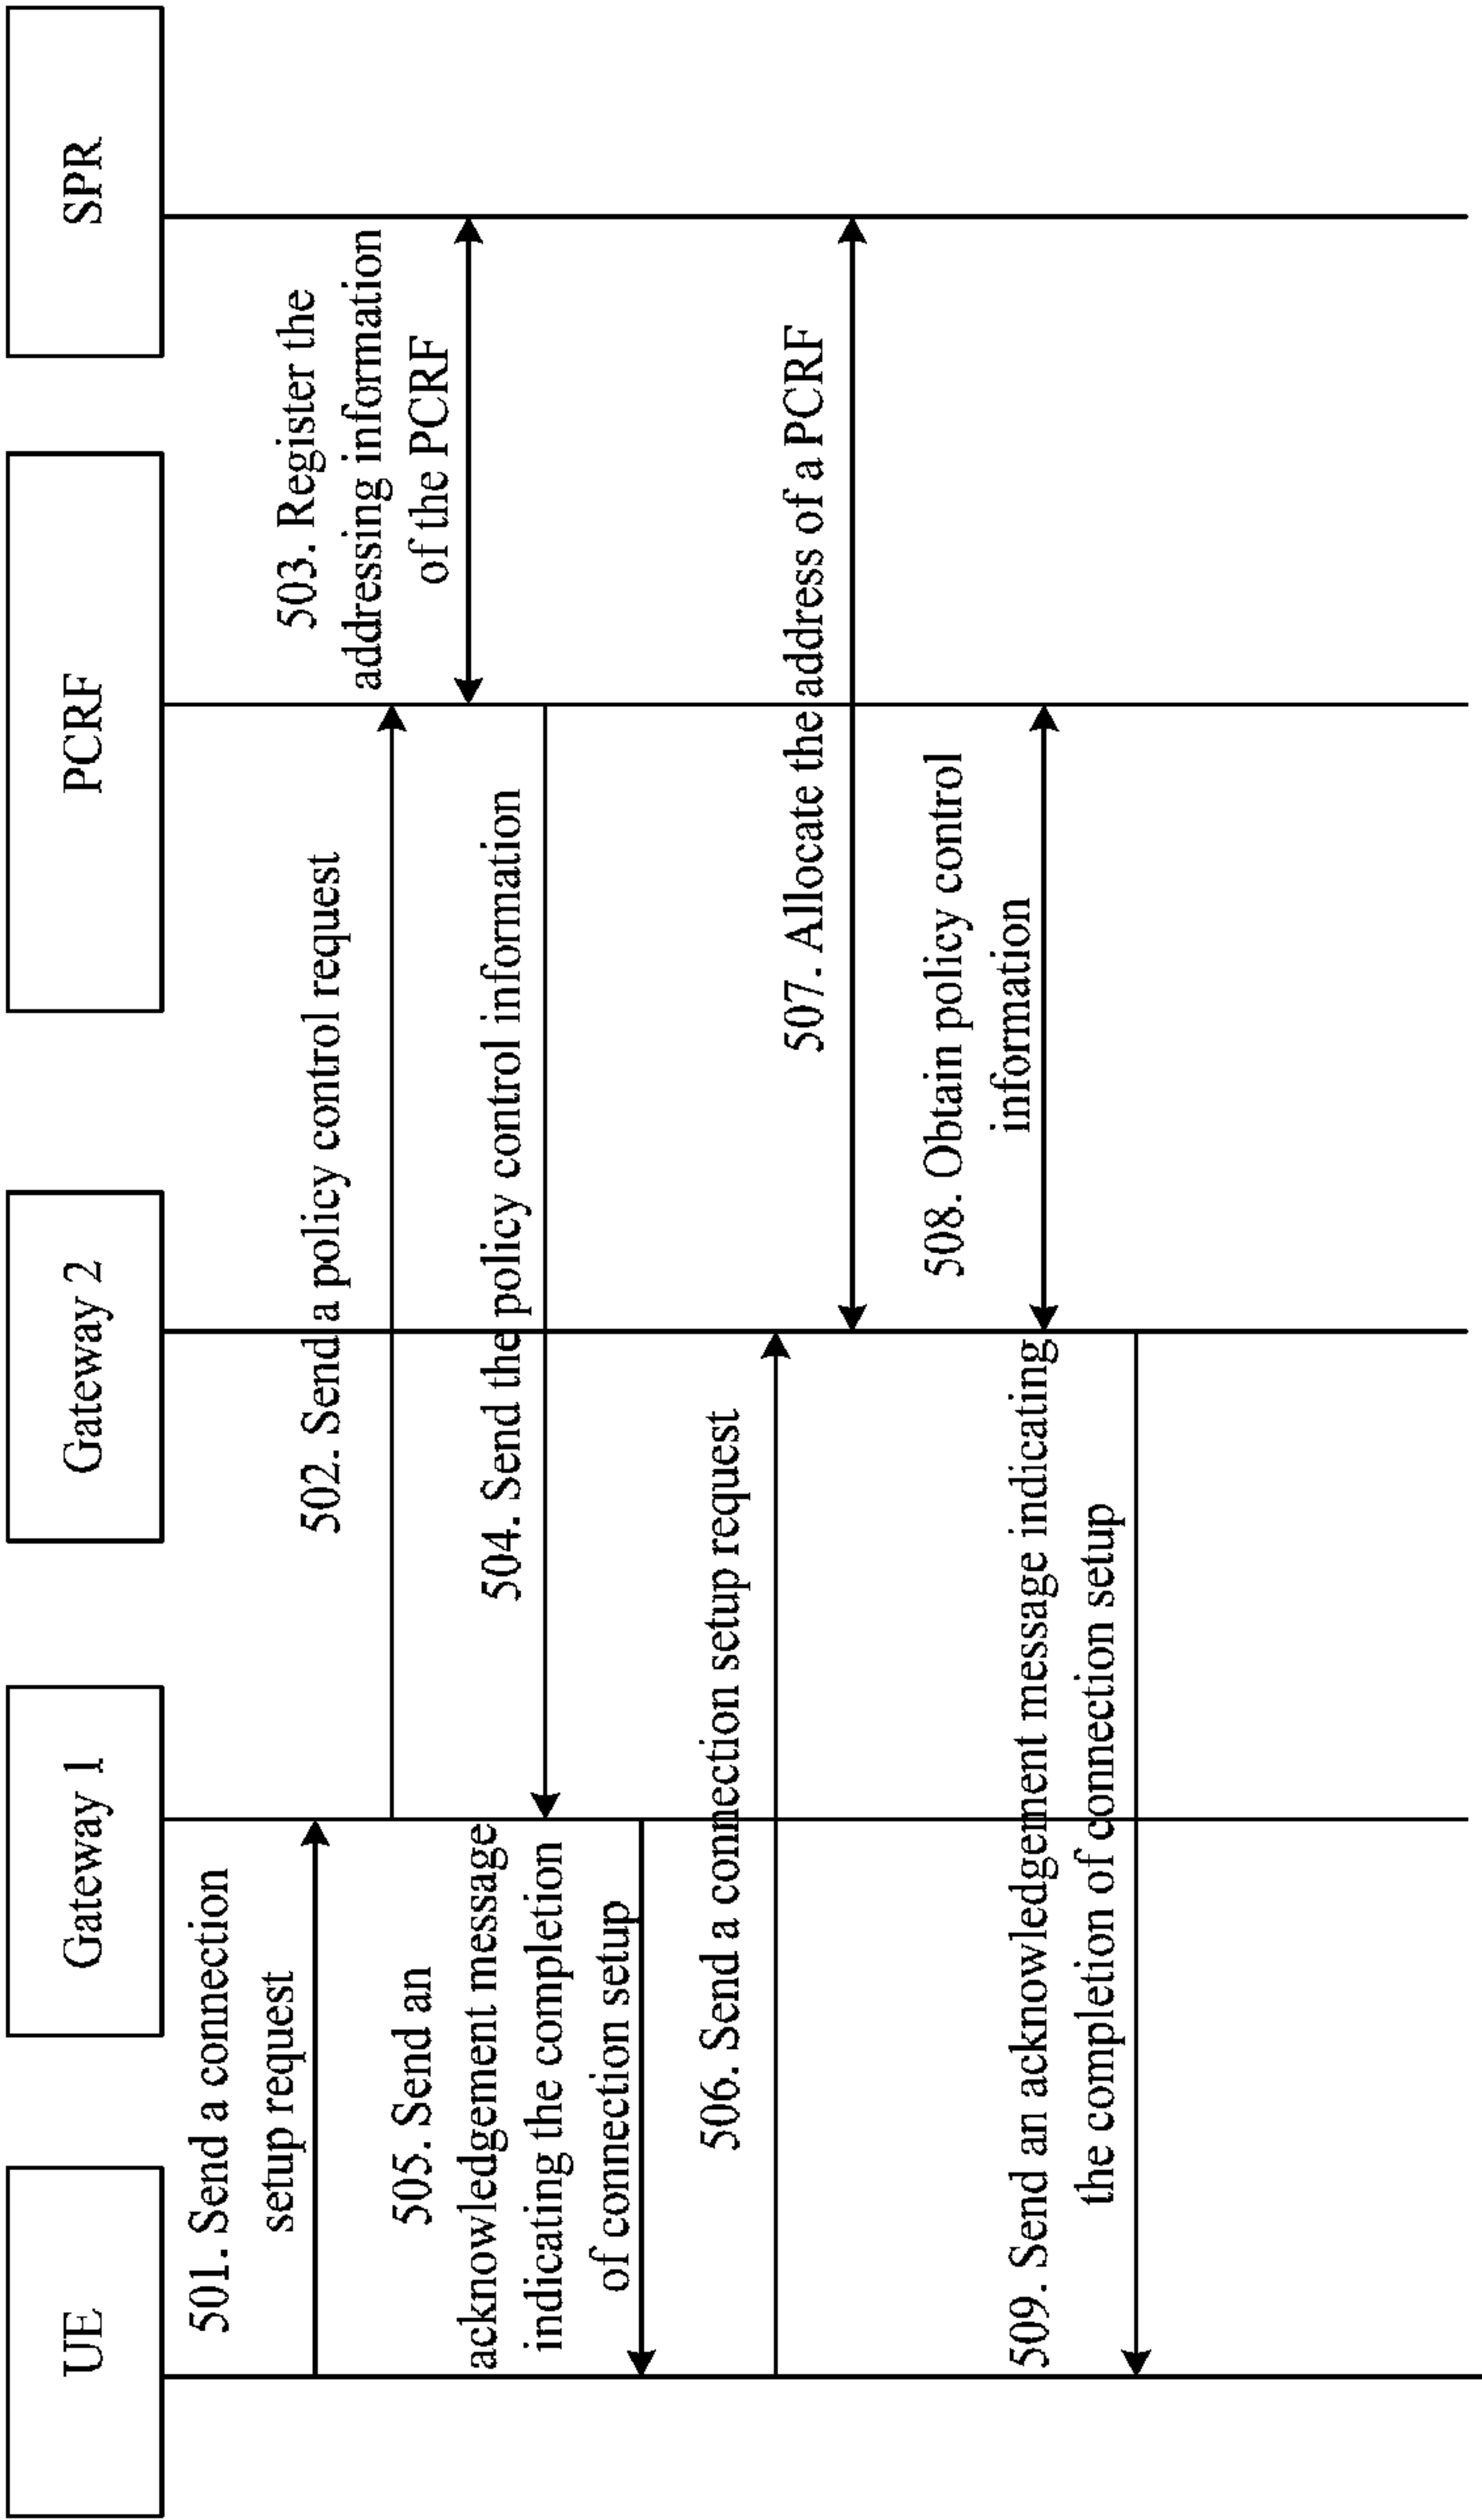 UE
Gateway 1
Gateway 2
PCRF
SPR
501. Send a connection
setup request
502. Send a policy control request
503. Register the
addressing information
of the PCRF
504. Send the policy control information
505. Send an
acknowledgement message
indicating the completion
of connection setup
506. Send a connection setup request
507. Allocate the address of a PCRF
508. Obtain policy control
information
509. Send an acknowledgement message indicating
the completion of connection setup